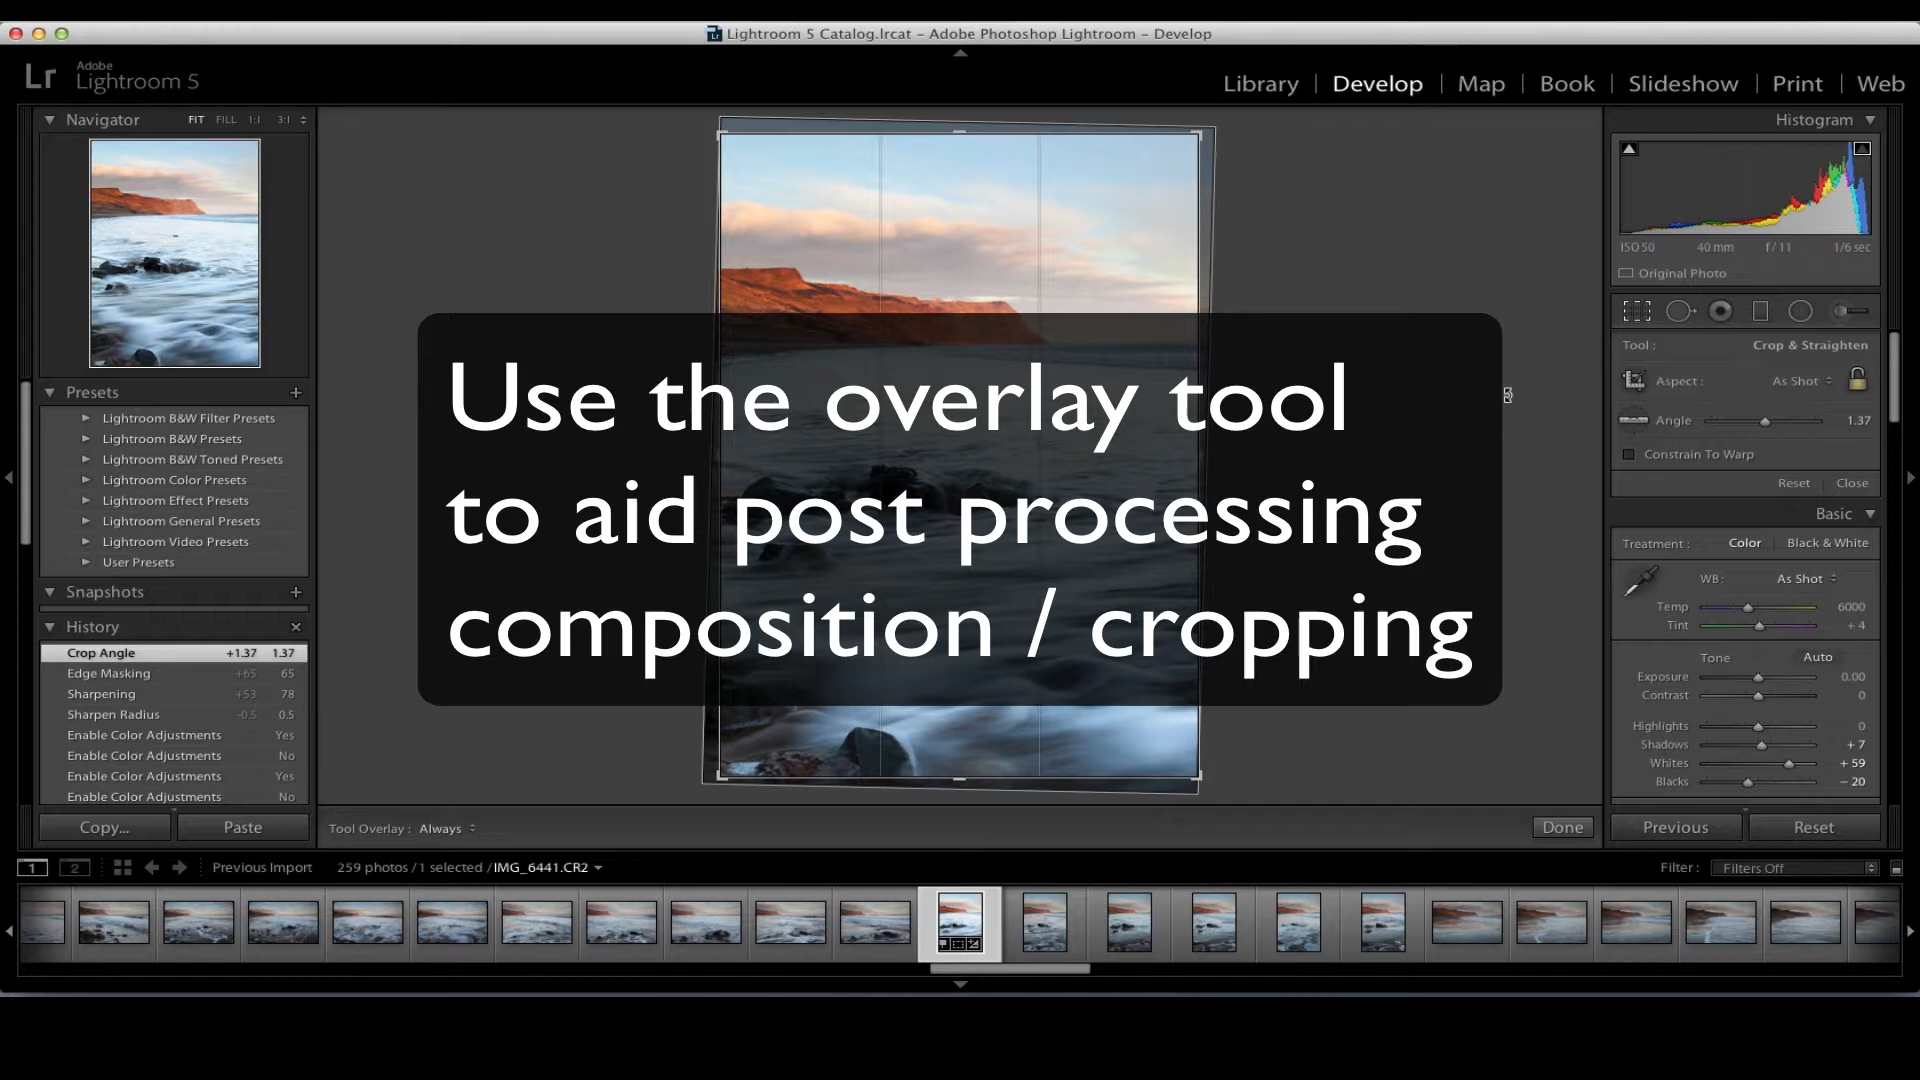 Lightroom 5 Catalog.lrcat – Adobe Photoshop Lightroom – Develop
Lr Adobe Lightroom 5
Library | Develop | Map | Book | Slideshow | Print | Web
Navigator FIT FILL 1:1 3:1
Presets +
Lightroom B&W Filter Presets
Lightroom B&W Presets
Lightroom B&W Toned Presets
Lightroom Color Presets
Lightroom Effect Presets
Lightroom General Presets
Lightroom Video Presets
User Presets
Snapshots +
History ×
Crop Angle +1.37 1.37
Edge Masking +65 65
Sharpening +53 78
Sharpen Radius -0.5 0.5
Enable Color Adjustments Yes
Enable Color Adjustments No
Enable Color Adjustments Yes
Enable Color Adjustments No
Copy... Paste
Use the overlay tool
to aid post processing
composition / cropping
Tool Overlay : Always
Done
Histogram
ISO 50 40 mm f / 11 1/6 sec
Original Photo
Tool : Crop & Straighten
Aspect : As Shot
Angle 1.37
Constrain To Warp
Reset Close
Basic
Treatment : Color Black & White
WB : As Shot
Temp 6000
Tint + 4
Tone Auto
Exposure 0.00
Contrast 0
Highlights 0
Shadows + 7
Whites + 59
Blacks – 20
Previous Reset
1 2 Previous Import 259 photos / 1 selected / IMG_6441.CR2
Filter : Filters Off